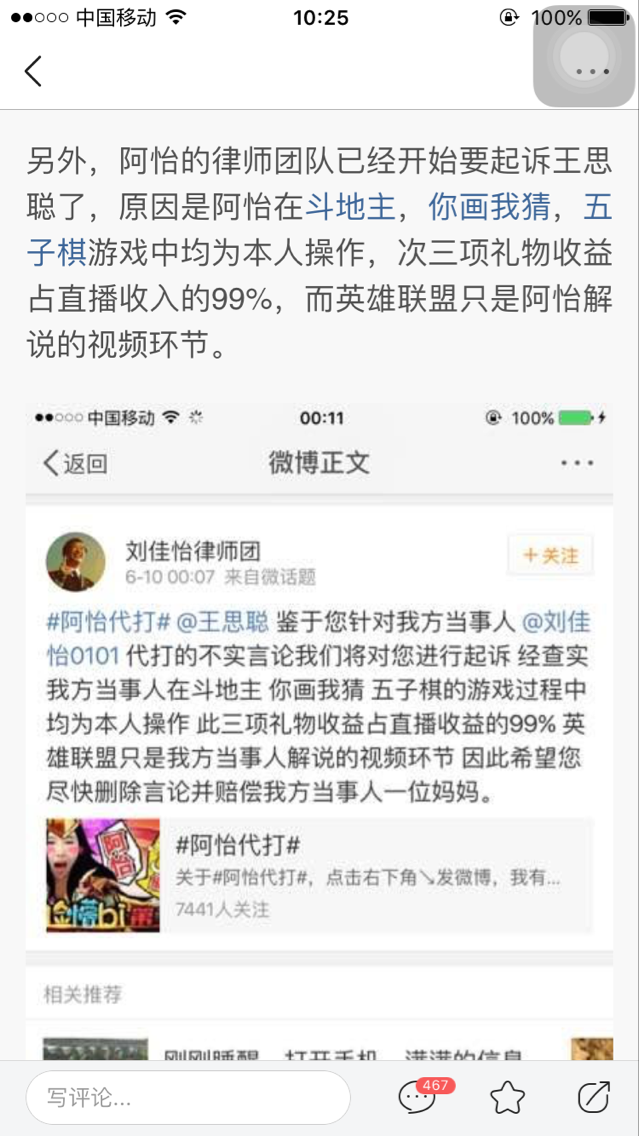 中国移动 10:25 100%
另外，阿怡的律师团队已经开始要起诉王思
聪了，原因是阿怡在斗地主，你画我猜，五
子棋游戏中均为本人操作，次三项礼物收益
占直播收入的99%，而英雄联盟只是阿怡解
说的视频环节。
中国移动 00:11 100%
返回 微博正文
刘佳怡律师团 +关注
6-10 00:07 来自微话题
#阿怡代打# @王思聪 鉴于您针对我方当事人 @刘佳
怡0101 代打的不实言论我们将对您进行起诉 经查实
我方当事人在斗地主 你画我猜 五子棋的游戏过程中
均为本人操作 此三项礼物收益占直播收益的99% 英
雄联盟只是我方当事人解说的视频环节 因此希望您
尽快删除言论并赔偿我方当事人一位妈妈。
阿怡
#阿怡代打#
关于#阿怡代打#，点击右下角↘发微博，我有...
7441人关注
相关推荐
刚刚睡醒，打开手机，满满的信息
写评论... 467